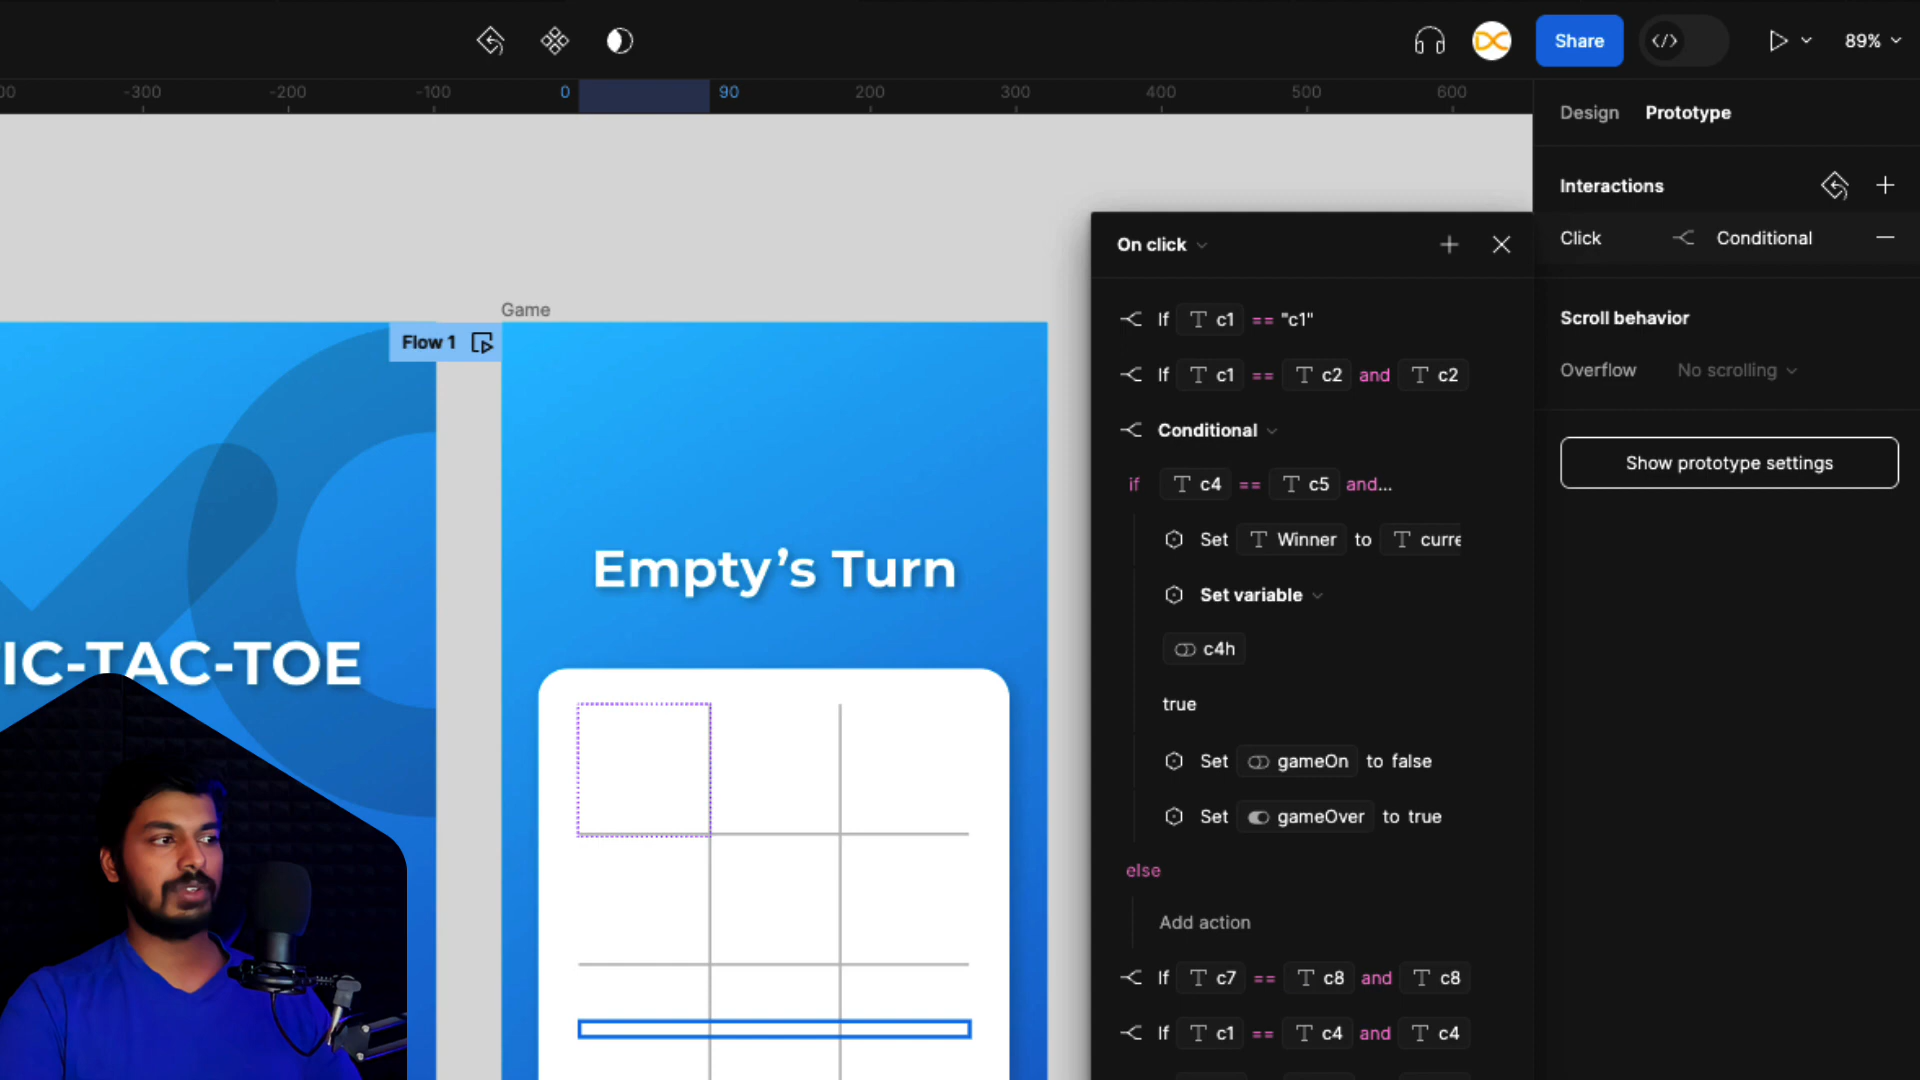 Share
89%
-300
-200
-100
0
90
200
300
400
500
600
Design
Prototype
Interactions
Click
Conditional
Scroll behavior
Overflow
No scrolling
Show prototype settings
On click
If T c1 == "c1"
If T c1 == T c2 and T c2
Conditional
if T c4 == T c5 and...
Set T Winner to T curre
Set variable
c4h
true
Set gameOn to false
Set gameOver to true
else
Add action
If T c7 == T c8 and T c8
If T c1 == T c4 and T c4
Game
Flow 1
Empty’s Turn
IC-TAC-TOE